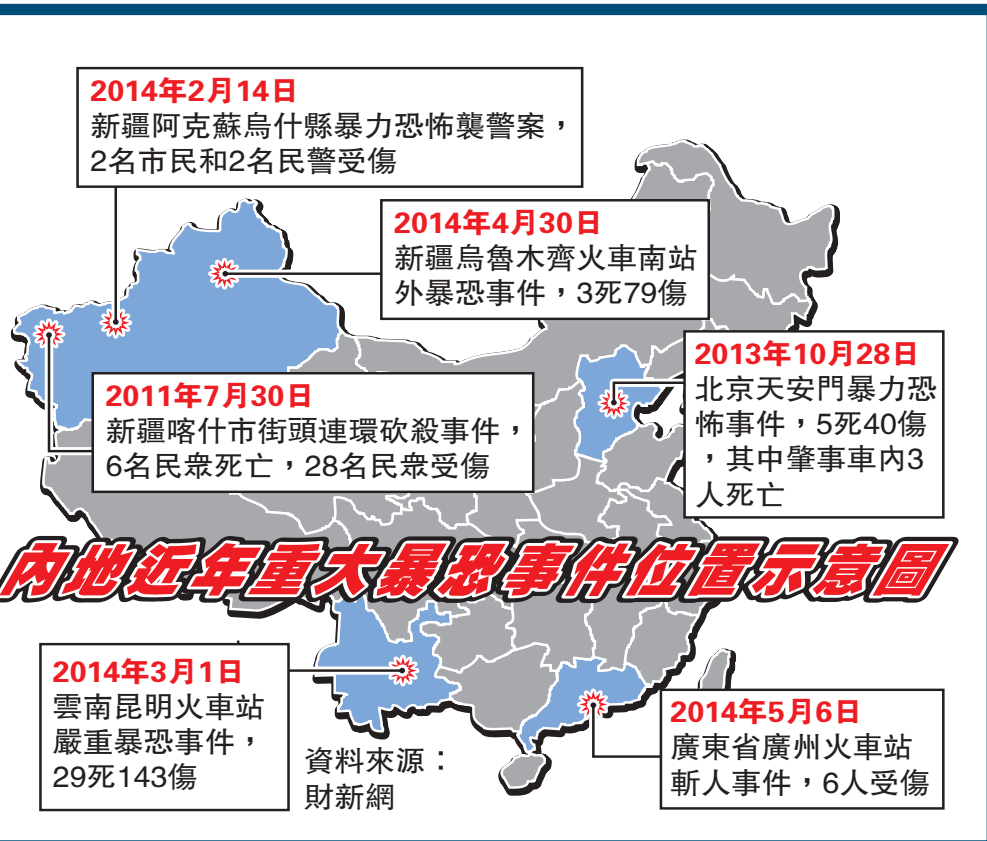 2014年2月14日
新疆阿克蘇烏什縣暴力恐怖襲警案，
2名市民和2名民警受傷
2014年4月30日
新疆烏魯木齊火車南站
外暴恐事件，3死79傷
2013年10月28日
北京天安門暴力恐
怖事件，5死40傷
，其中肇事車內3
人死亡
2011年7月30日
新疆喀什市街頭連環砍殺事件，
6名民衆死亡，28名民衆受傷
內地近年重大暴恐事件位置示意圖
2014年3月1日
雲南昆明火車站
嚴重暴恐事件，
29死143傷
資料來源：
財新網
2014年5月6日
廣東省廣州火車站
斬人事件，6人受傷